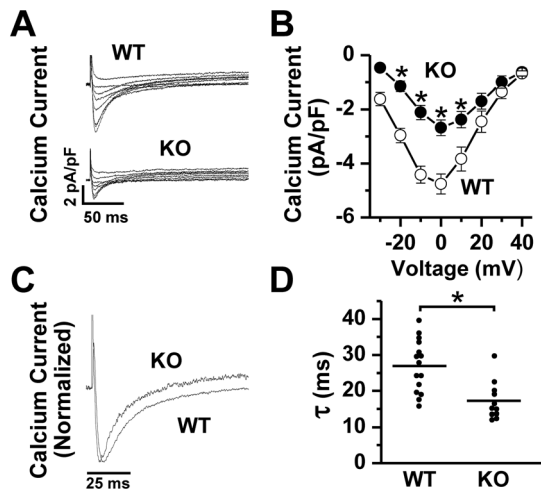 A
WT
KO
Calcium Current
2 pA/pF
50 ms
B
0
-2
-4
-6
Calcium Current
(pA/pF)
KO
* * * *
WT
-20 0 20 40
Voltage (mV)
C
Calcium Current
(Normalized)
KO
WT
25 ms
D
*
40
30
20
10
0
τ (ms)
WT KO